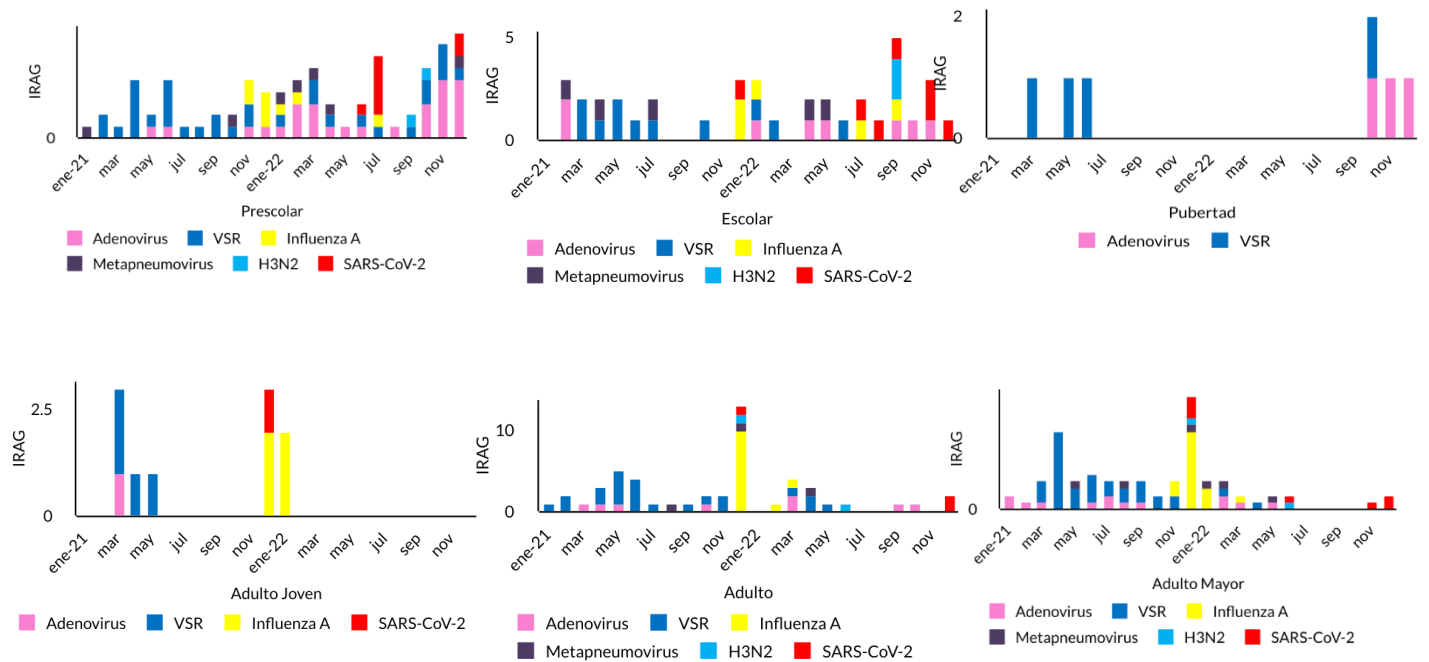 IRAG
0
ene-21 mar may jul sep nov ene-22 mar may jul sep nov
Prescolar
Adenovirus VSR Influenza A
Metapneumovirus H3N2 SARS-CoV-2
5
IRAG
0
ene-21 mar may jul sep nov ene-22 mar may jul sep nov
Escolar
Adenovirus VSR Influenza A
Metapneumovirus H3N2 SARS-CoV-2
2
IRAG
0
ene-21 mar may jul sep nov ene-22 mar may jul sep nov
Pubertad
Adenovirus VSR
2.5
IRAG
0
ene-21 mar may jul sep nov ene-22 mar may jul sep nov
Adulto Joven
Adenovirus VSR Influenza A SARS-CoV-2
10
IRAG
0
ene-21 mar may jul sep nov ene-22 mar may jul sep nov
Adulto
Adenovirus VSR Influenza A
Metapneumovirus H3N2 SARS-CoV-2
IRAG
0
ene-21 mar may jul sep nov ene-22 mar may jul sep nov
Adulto Mayor
Adenovirus VSR Influenza A
Metapneumovirus H3N2 SARS-CoV-2